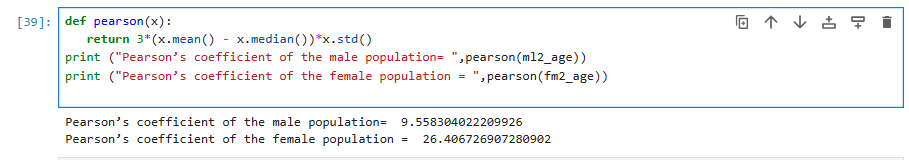 [39]: def pearson(x):
return 3*(x.mean() - x.median())*x.std()
print ("Pearson’s coefficient of the male population= ",pearson(ml2_age))
print ("Pearson’s coefficient of the female population = ",pearson(fm2_age))
Pearson’s coefficient of the male population=  9.558304022209926
Pearson’s coefficient of the female population =  26.406726907280902